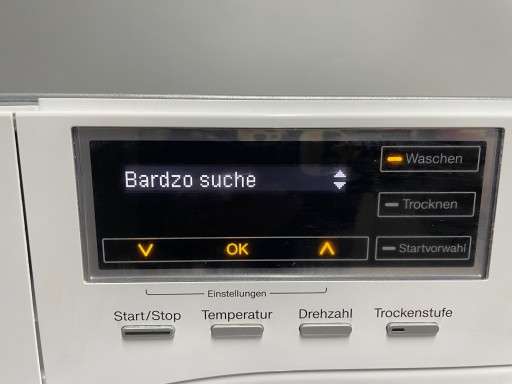 Bardzo suche
Waschen
Trocknen
Startvorwahl
OK
Einstellungen
Start/Stop Temperatur Drehzahl Trockenstufe